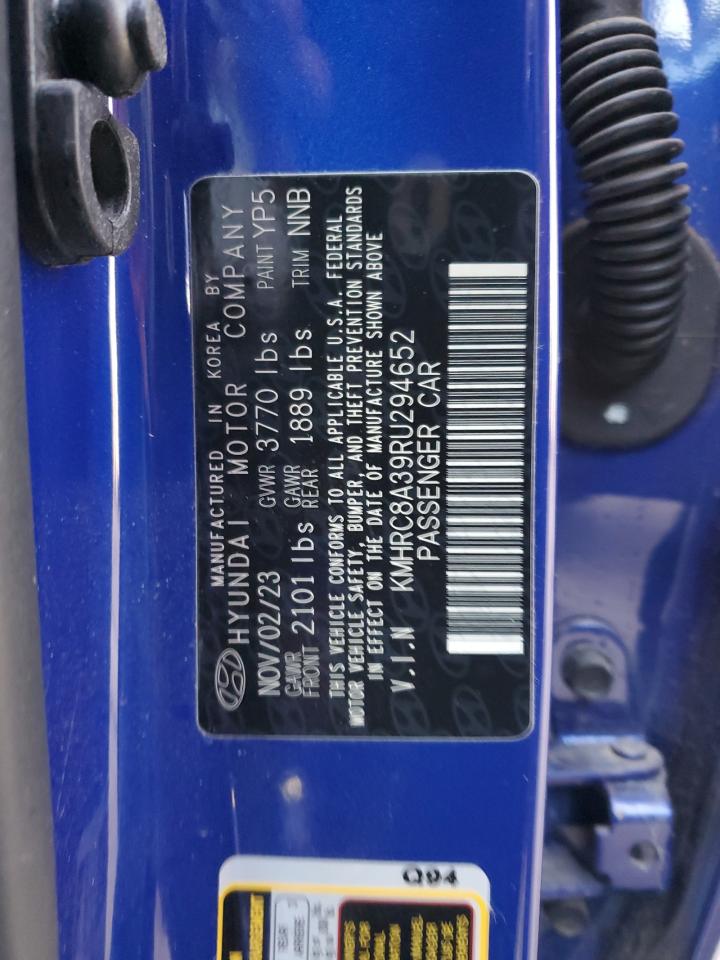 MANUFACTURED IN KOREA BY
HYUNDAI MOTOR COMPANY
NOV/02/23 GVWR 3770 lbs PAINT YP5
GAWR FRONT 2101 lbs GAWR REAR 1889 lbs TRIM NNB
THIS VEHICLE CONFORMS TO ALL APPLICABLE U.S.A. FEDERAL
MOTOR VEHICLE SAFETY, BUMPER, AND THEFT PREVENTION STANDARDS
IN EFFECT ON THE DATE OF MANUFACTURE SHOWN ABOVE
V.I.N KMHRC8A39RU294652
PASSENGER CAR
Q94